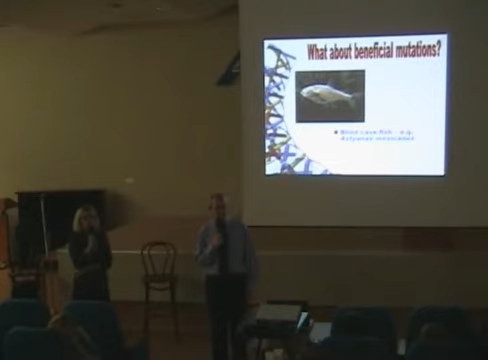 What about beneficial mutations?
Blind cave fish - e.g.
Astyanax mexicanus